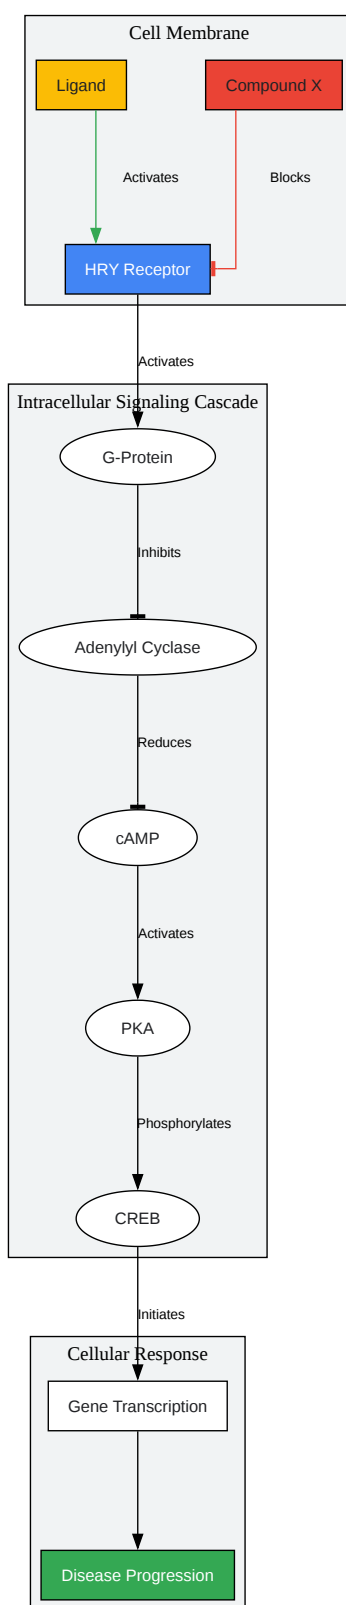 Cell Membrane
Ligand
Compound X
Activates
Blocks
HRY Receptor
Activates
Intracellular Signaling Cascade
G-Protein
Inhibits
Adenylyl Cyclase
Reduces
cAMP
Activates
PKA
Phosphorylates
CREB
Initiates
Cellular Response
Gene Transcription
Disease Progression